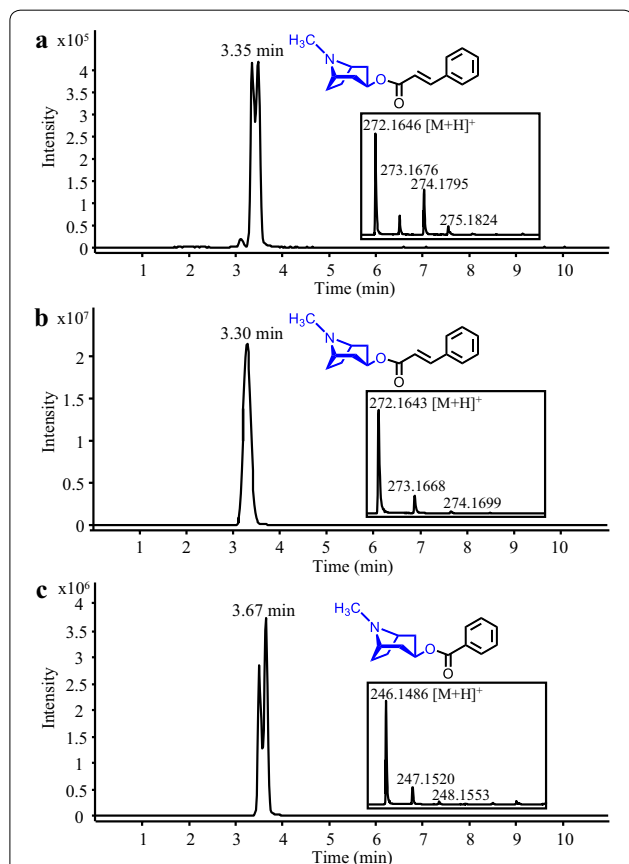 a
x10⁵
3.35 min
H₃C
N
O
O
4
3.5
3
2.5
2
1.5
1
0.5
0
Intensity
272.1646 [M+H]⁺
273.1676
274.1795
275.1824
1 2 3 4 5 6 7 8 9 10
Time (min)
b
x10⁷
3.30 min
H₃C
N
O
O
2
1.5
1
0.5
0
Intensity
272.1643 [M+H]⁺
273.1668
274.1699
1 2 3 4 5 6 7 8 9 10
Time (min)
c
x10⁶
3.67 min
H₃C
N
O
O
4
3.5
3
2.5
2
1.5
1
0.5
0
Intensity
246.1486 [M+H]⁺
247.1520
248.1553
1 2 3 4 5 6 7 8 9 10
Time (min)